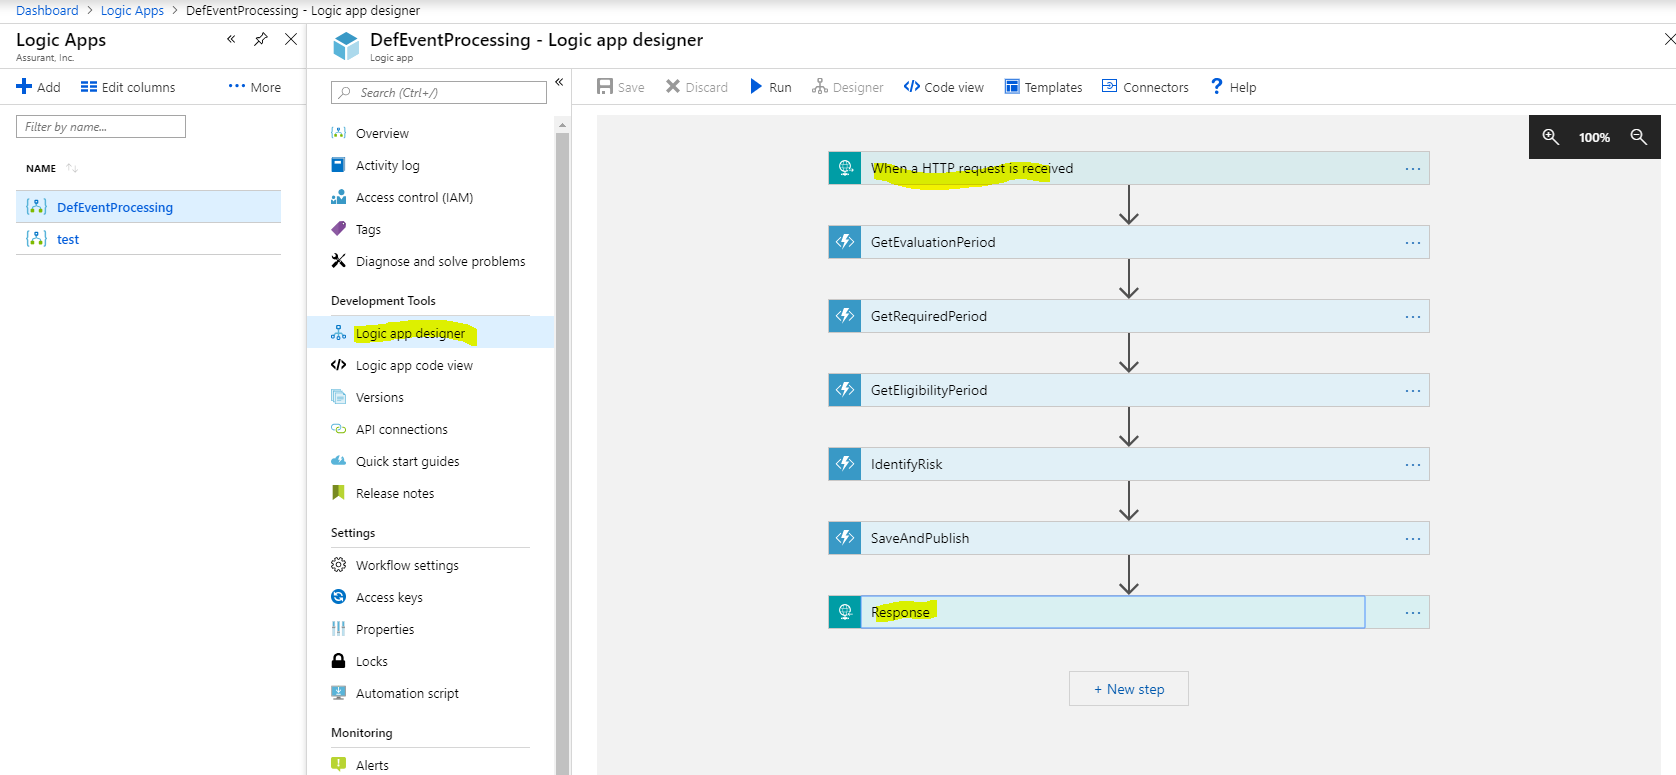 Dashboard > Logic Apps > DefEventProcessing - Logic app designer
Logic Apps
Assurant, Inc.
Add
Edit columns
More
Filter by name...
NAME
DefEventProcessing
test
DefEventProcessing - Logic app designer
Logic app
Search (Ctrl+/)
Overview
Activity log
Access control (IAM)
Tags
Diagnose and solve problems
Development Tools
Logic app designer
Logic app code view
Versions
API connections
Quick start guides
Release notes
Settings
Workflow settings
Access keys
Properties
Locks
Automation script
Monitoring
Alerts
Save
Discard
Run
Designer
Code view
Templates
Connectors
Help
100%
When a HTTP request is received
GetEvaluationPeriod
GetRequiredPeriod
GetEligibilityPeriod
IdentifyRisk
SaveAndPublish
Response
+ New step